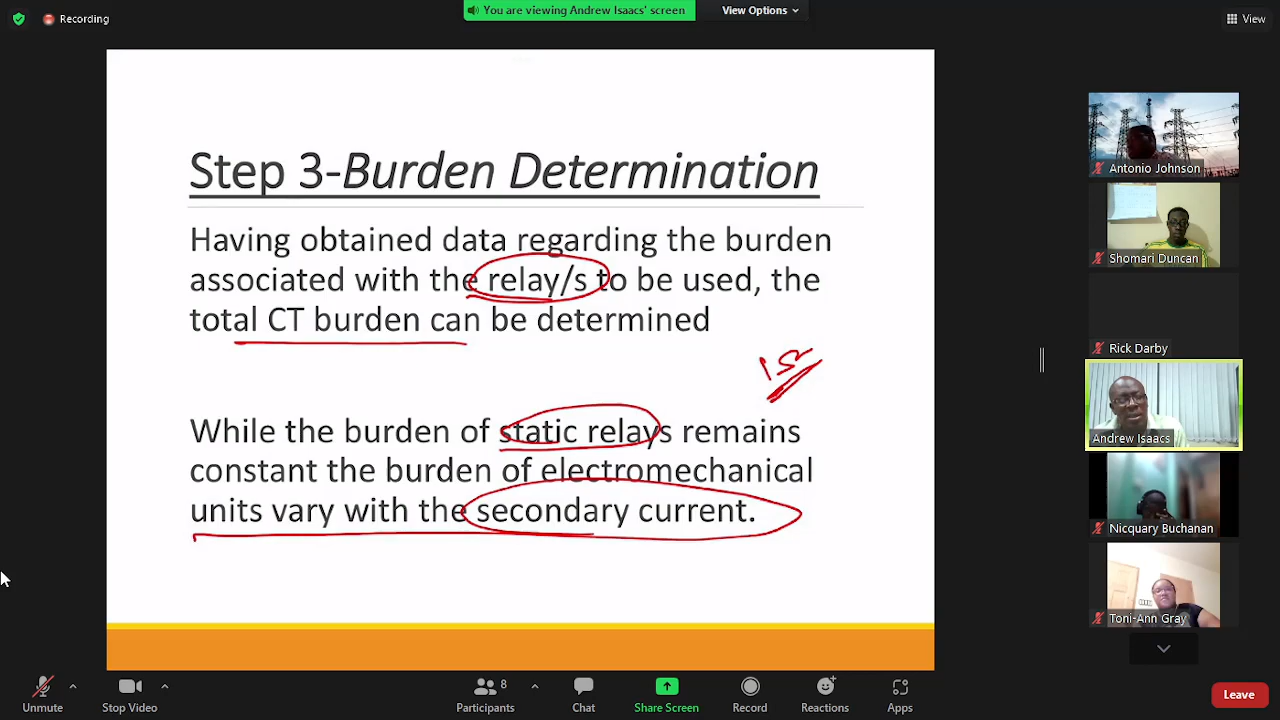 Recording
You are viewing Andrew Isaacs' screen
View Options
View
Step 3-Burden Determination
Having obtained data regarding the burden
associated with the relay/s to be used, the
total CT burden can be determined
While the burden of static relays remains
constant the burden of electromechanical
units vary with the secondary current.
Antonio Johnson
Shomari Duncan
Rick Darby
Andrew Isaacs
Nicquary Buchanan
Toni-Ann Gray
Unmute
Stop Video
Participants
8
Chat
Share Screen
Record
Reactions
Apps
Leave